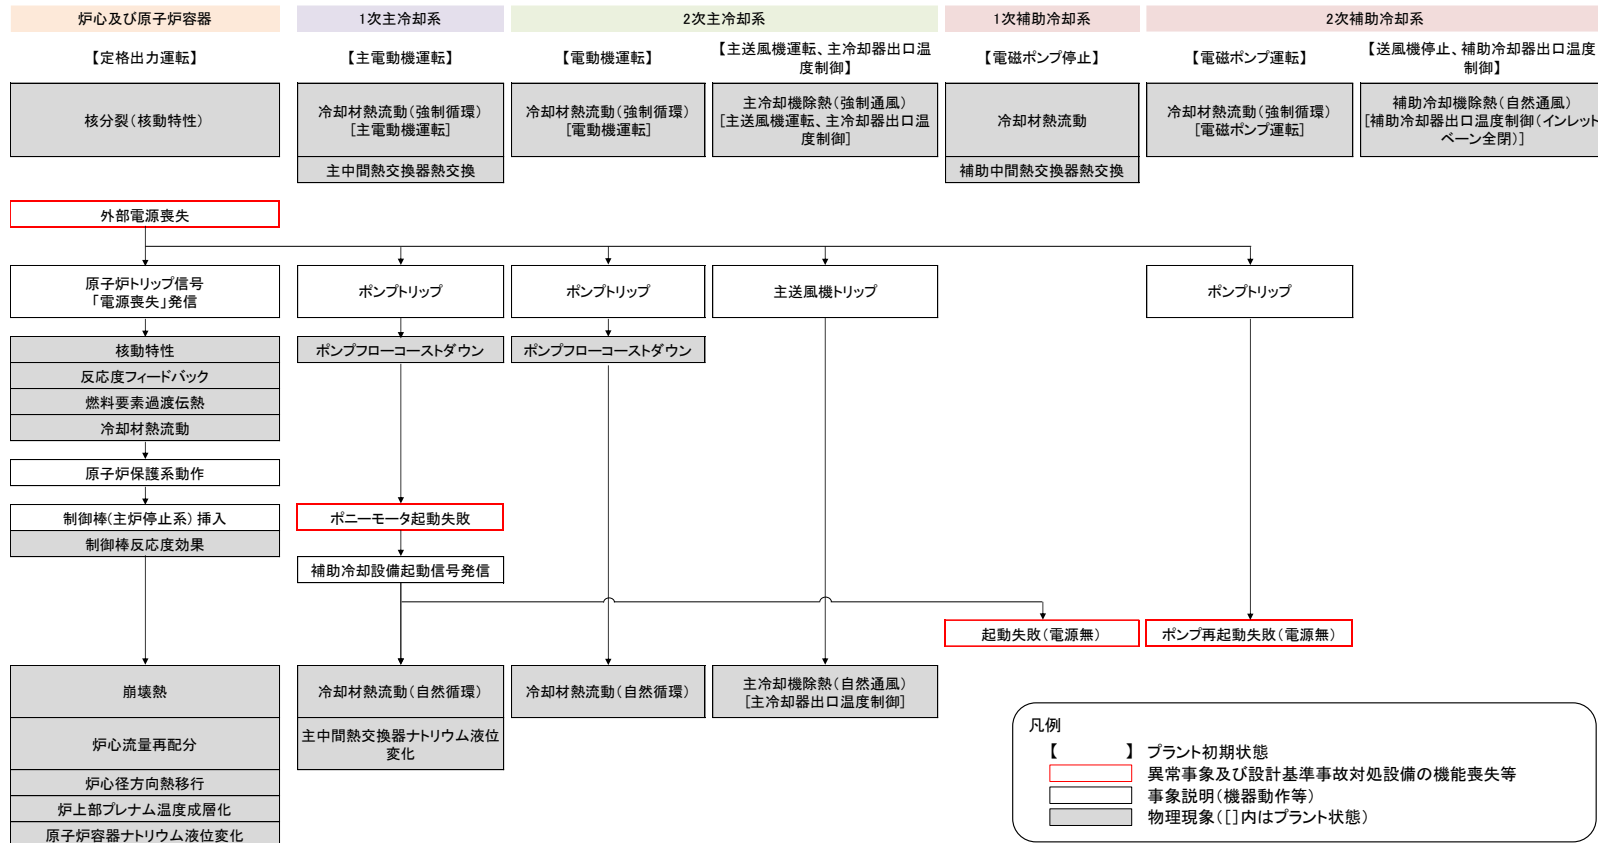 炉心及び原子炉容器
1次主冷却系
2次主冷却系
1次補助冷却系
2次補助冷却系
【定格出力運転】
【主電動機運転】
【電動機運転】
【主送風機運転、主冷却器出口温
度制御】
【電磁ポンプ停止】
【電磁ポンプ運転】
【送風機停止、補助冷却器出口温度
制御】
核分裂(核動特性)
冷却材熱流動(強制循環)
[主電動機運転]
冷却材熱流動(強制循環)
[電動機運転]
主冷却機除熱(強制通風)
[主送風機運転、主冷却器出口温
度制御]
冷却材熱流動
冷却材熱流動(強制循環)
[電磁ポンプ運転]
補助冷却機除熱(自然通風)
[補助冷却器出口温度制御(インレット
ベーン全閉)]
主中間熱交換器熱交換
補助中間熱交換器熱交換
外部電源喪失
原子炉トリップ信号
「電源喪失」発信
ポンプトリップ
ポンプトリップ
主送風機トリップ
ポンプトリップ
核動特性
ポンプフローコーストダウン
ポンプフローコーストダウン
反応度フィードバック
燃料要素過渡伝熱
冷却材熱流動
原子炉保護系動作
制御棒(主炉停止系)挿入
ポニーモータ起動失敗
制御棒反応度効果
補助冷却設備起動信号発信
起動失敗(電源無)
ポンプ再起動失敗(電源無)
崩壊熱
冷却材熱流動(自然循環)
冷却材熱流動(自然循環)
主冷却機除熱(自然通風)
[主冷却器出口温度制御]
炉心流量再配分
主中間熱交換器ナトリウム液位
変化
炉心径方向熱移行
炉上部プレナム温度成層化
原子炉容器ナトリウム液位変化
凡例
【 】 プラント初期状態
異常事象及び設計基準事故対処設備の機能喪失等
事象説明(機器動作等)
物理現象([]内はプラント状態)